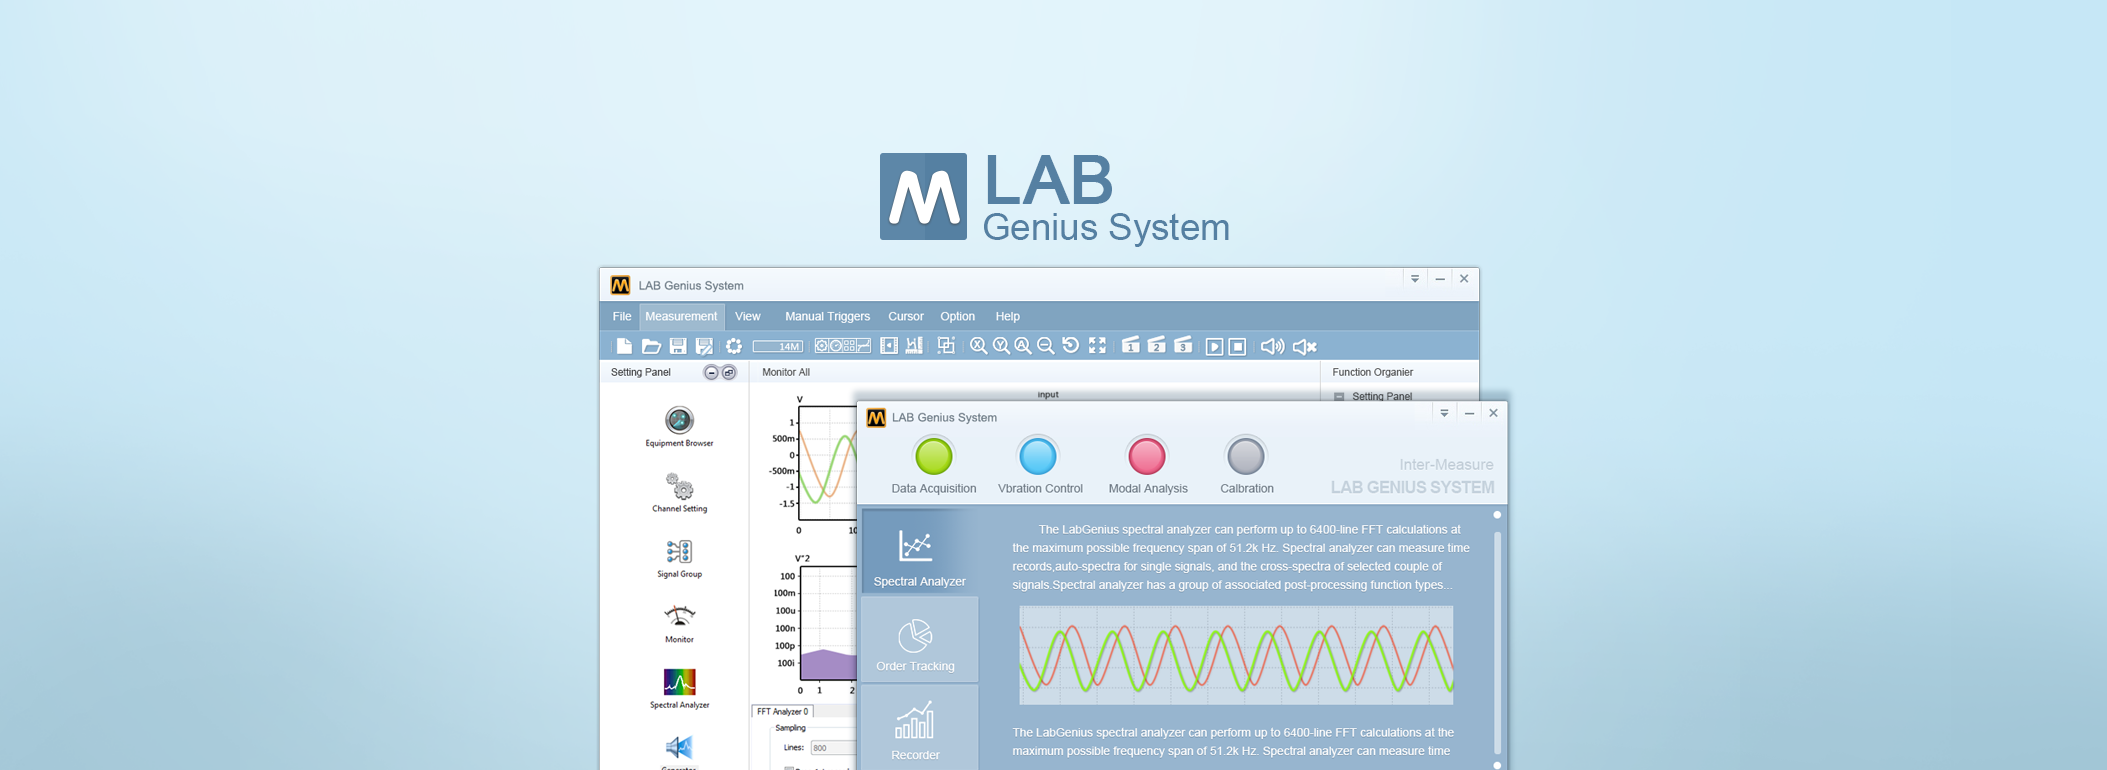 M LAB
Genius System
LAB Genius System
File Measurement View Manual Triggers Cursor Option Help
14M
X Y A 1 2 3
Setting Panel
Monitor All
Function Organier
Setting Panel
Equipment Browser
Channel Setting
Signal Group
Monitor
Spectral Analyzer
V
input
1
500m
0
-500m
-1
-1.5
0
V^2
100
100m
100u
100n
100p
100i
0 1 2
FFT Analyzer 0
Sampling
Lines: 800
LAB Genius System
Data Acquisition Vbration Control Modal Analysis Calbration
Inter-Measure
LAB GENIUS SYSTEM
Spectral Analyzer
Order Tracking
Recorder
The LabGenius spectral analyzer can perform up to 6400-line FFT calculations at
the maximum possible frequency span of 51.2k Hz. Spectral analyzer can measure time
records,auto-spectra for single signals, and the cross-spectra of selected couple of
signals.Spectral analyzer has a group of associated post-processing function types...
The LabGenius spectral analyzer can perform up to 6400-line FFT calculations at the
maximum possible frequency span of 51.2k Hz. Spectral analyzer can measure time